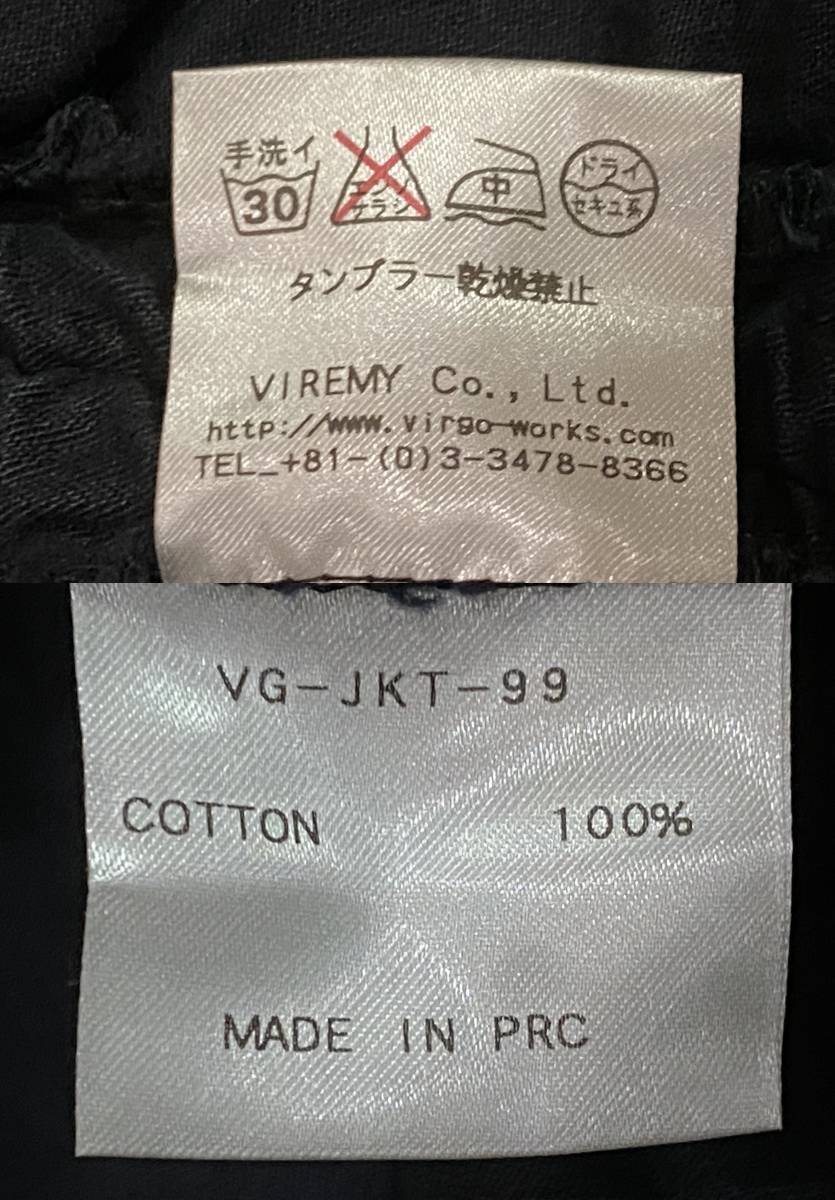 手洗イ
30
エンソ
サラシ
中
ドライ
セキユ系
タンブラー乾燥禁止
VIREMY Co., Ltd.
http://www.virgo-works.com
TEL_+81-(0)3-3478-8366
VG-JKT-99
COTTON 100%
MADE IN PRC